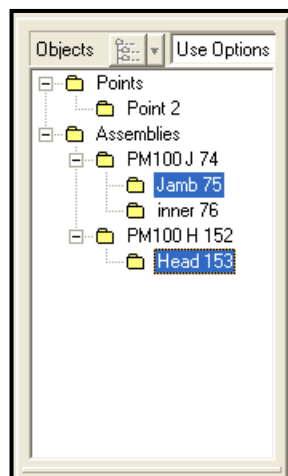 Objects Use Options
Points
Point 2
Assemblies
PM100 J 74
Jamb 75
inner 76
PM100 H 152
Head 153